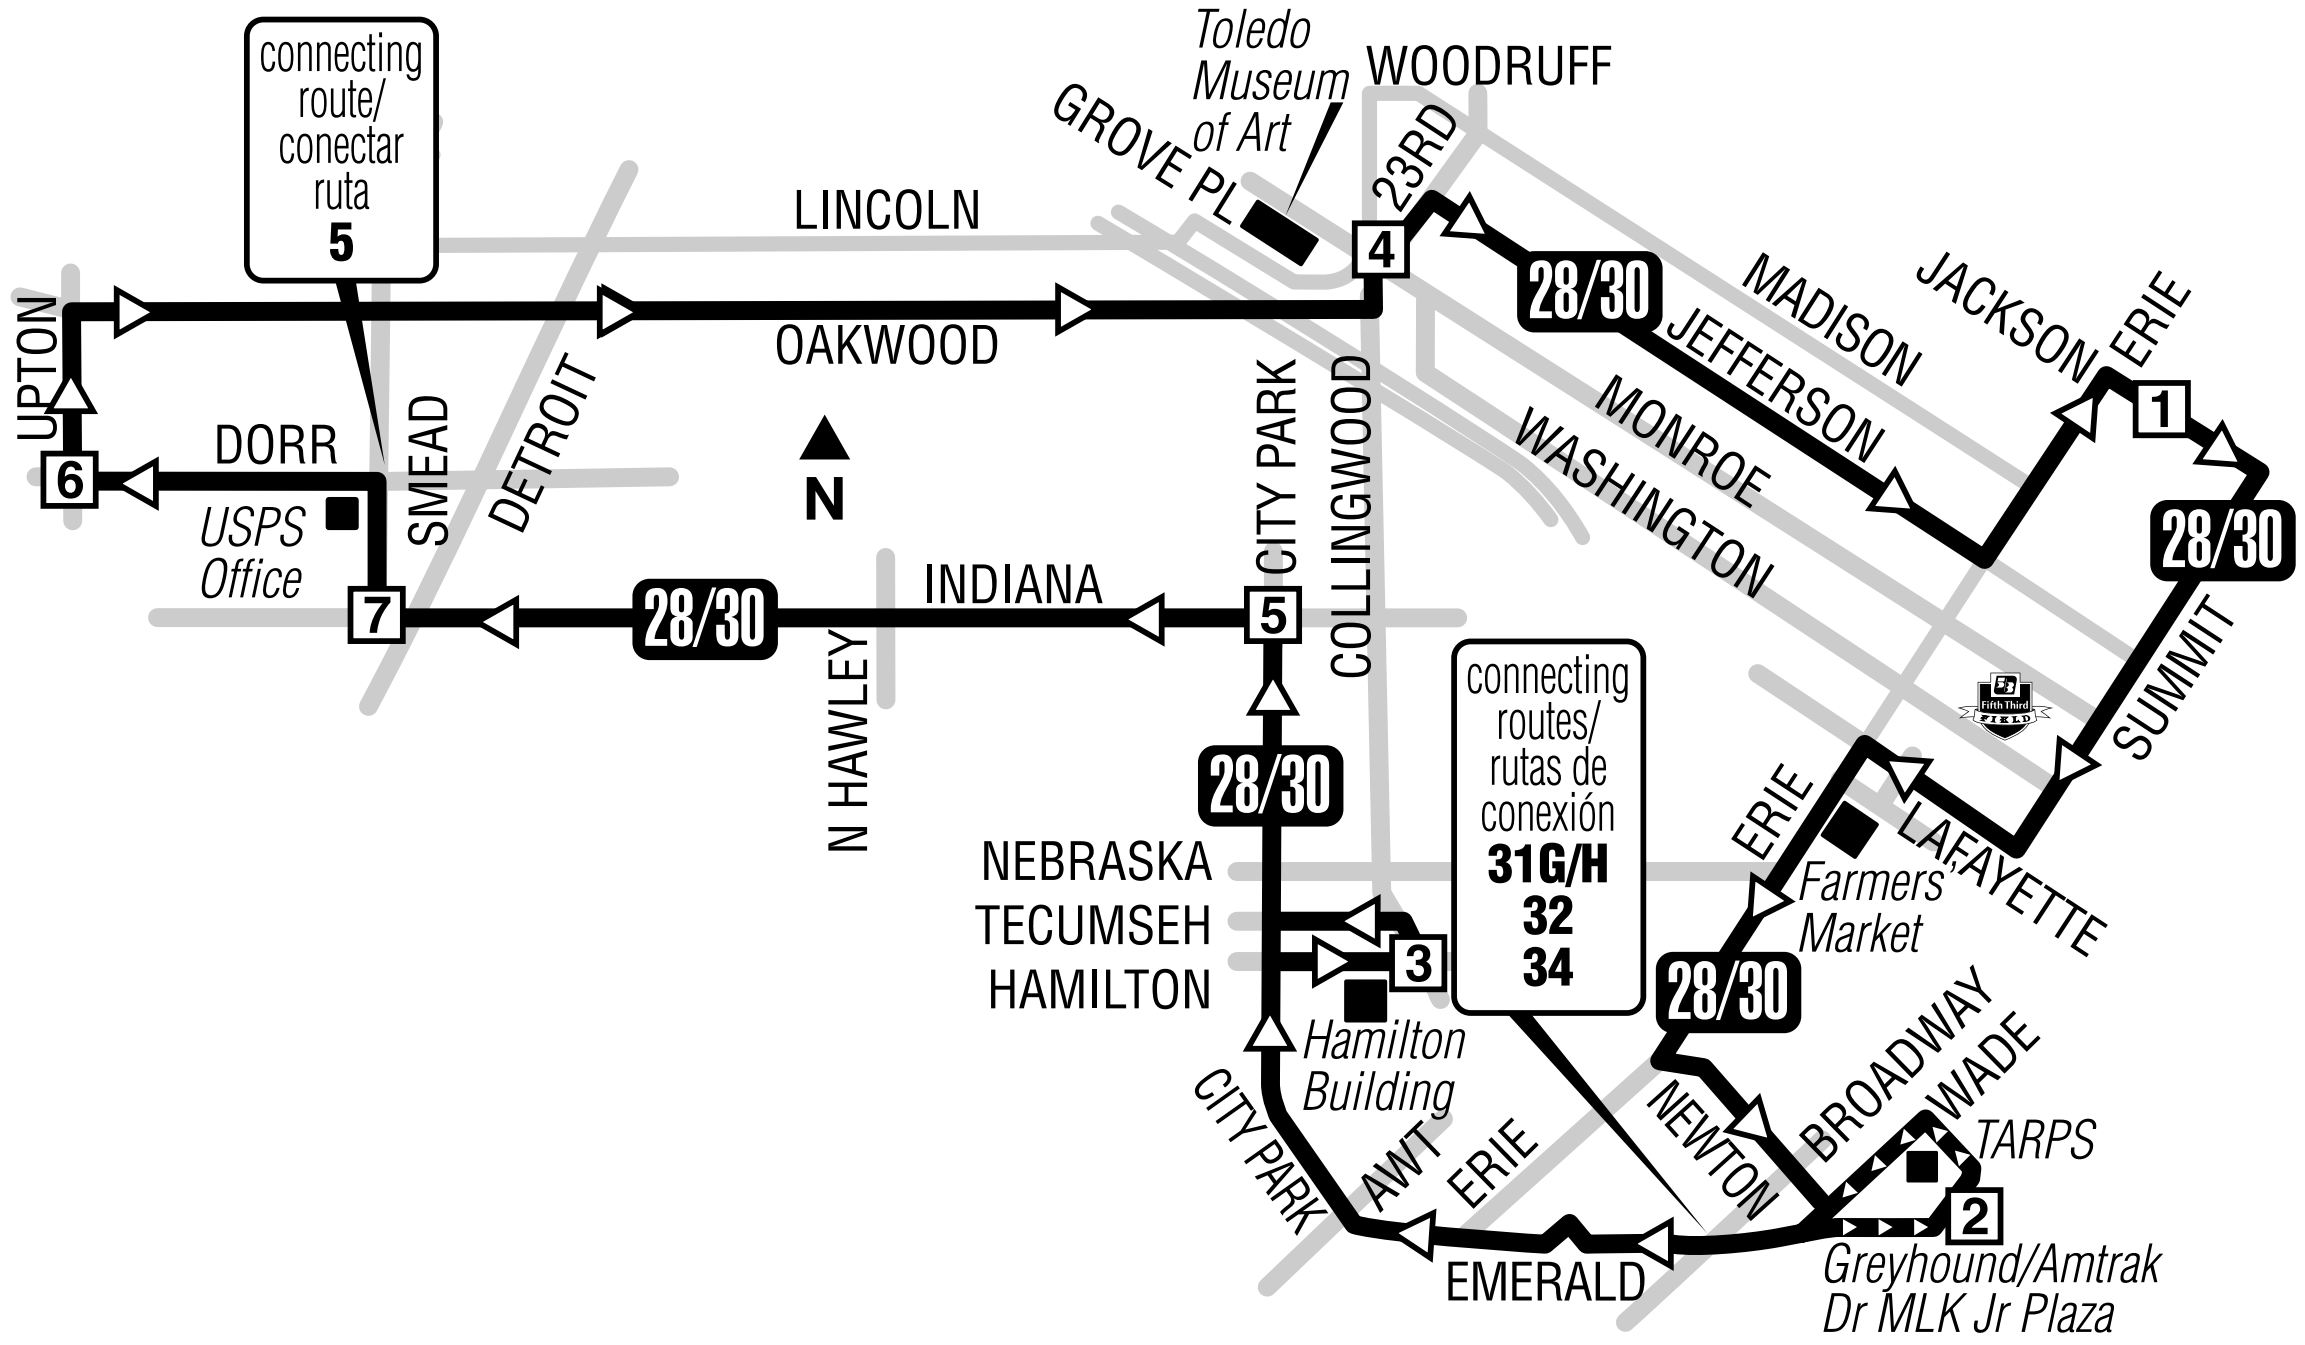 connecting
route/
conectar
ruta
5
Toledo
Museum
of Art
WOODRUFF
GROVE PL
23RD
LINCOLN
4
28/30
MADISON
JACKSON
ERIE
1
UPTON
OAKWOOD
JEFFERSON
MONROE
WASHINGTON
DORR
SMEAD
DETROIT
N
CITY PARK
COLLINGWOOD
6
USPS
Office
28/30
SUMMIT
7
28/30
INDIANA
5
N HAWLEY
connecting
routes/
rutas de
conexión
31G/H
32
34
53
Fifth Third
FIELD
28/30
ERIE
LAFAYETTE
Farmers'
Market
NEBRASKA
TECUMSEH
HAMILTON
3
Hamilton
Building
28/30
BROADWAY
WADE
NEWTON
TARPS
CITY PARK
AWT
ERIE
2
EMERALD
Greyhound/Amtrak
Dr MLK Jr Plaza